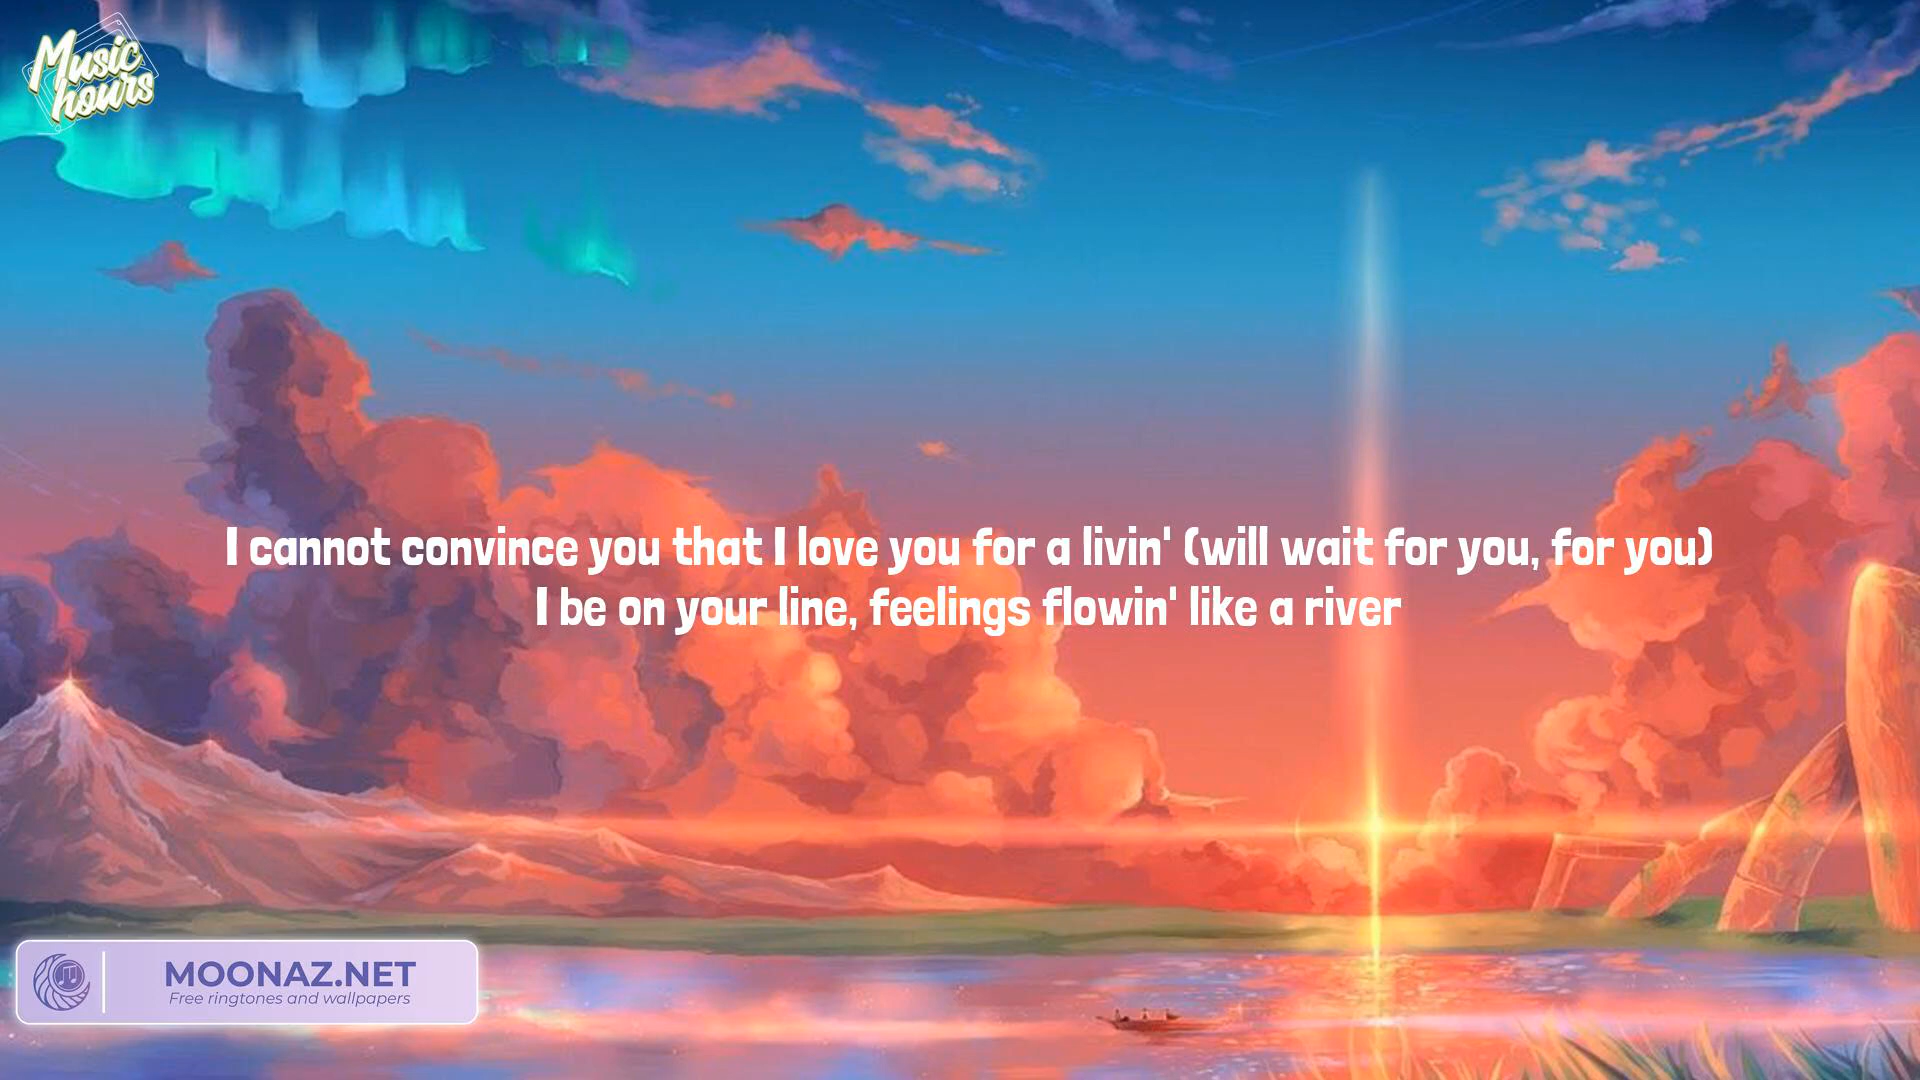 Music
hours
I cannot convince you that I love you for a livin' (will wait for you, for you)
I be on your line, feelings flowin' like a river
MOONAZ.NET
Free ringtones and wallpapers